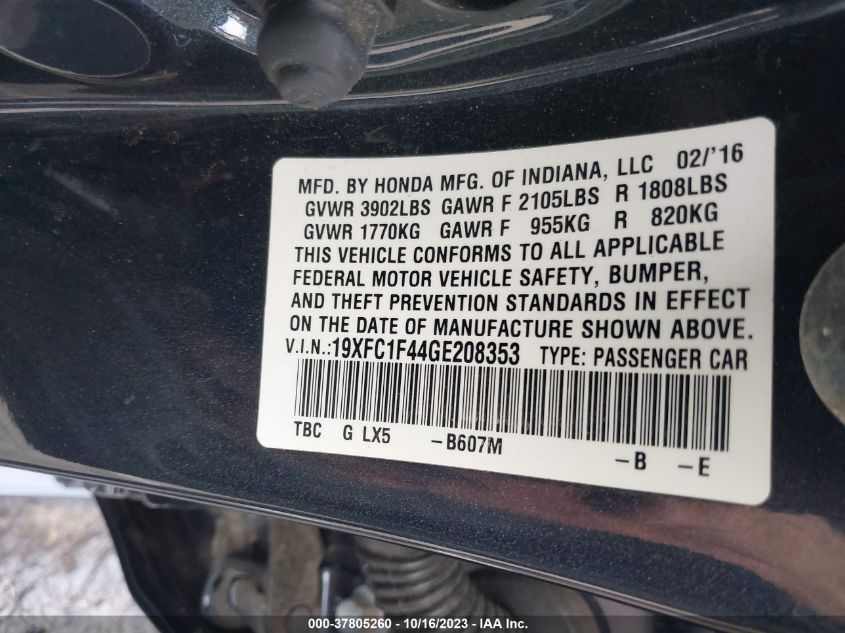 MFD. BY HONDA MFG. OF INDIANA, LLC 02/'16
GVWR 3902LBS GAWR F 2105LBS R 1808LBS
GVWR 1770KG GAWR F 955KG R 820KG
THIS VEHICLE CONFORMS TO ALL APPLICABLE
FEDERAL MOTOR VEHICLE SAFETY, BUMPER,
AND THEFT PREVENTION STANDARDS IN EFFECT
ON THE DATE OF MANUFACTURE SHOWN ABOVE.
V.I.N.:19XFC1F44GE208353 TYPE: PASSENGER CAR
TBC G LX5 -B607M -B -E
000-37805260 - 10/16/2023 - IAA Inc.